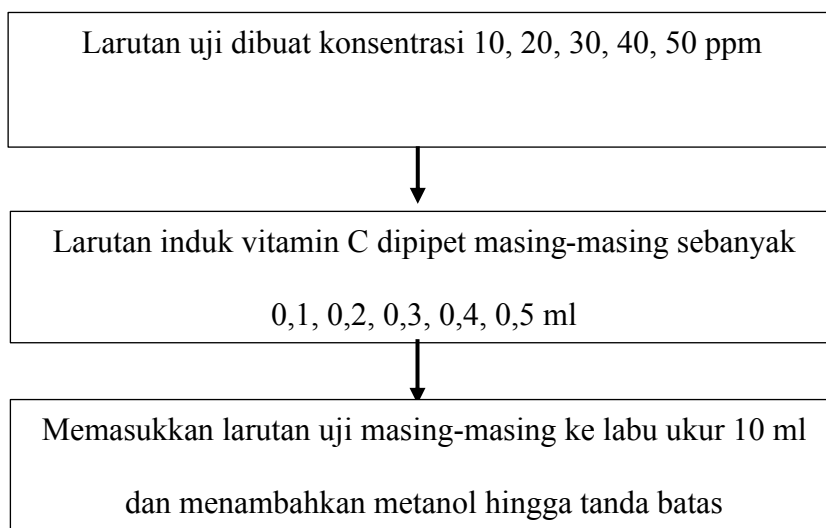 Larutan uji dibuat konsentrasi 10, 20, 30, 40, 50 ppm
Larutan induk vitamin C dipipet masing-masing sebanyak
0,1, 0,2, 0,3, 0,4, 0,5 ml
Memasukkan larutan uji masing-masing ke labu ukur 10 ml
dan menambahkan metanol hingga tanda batas